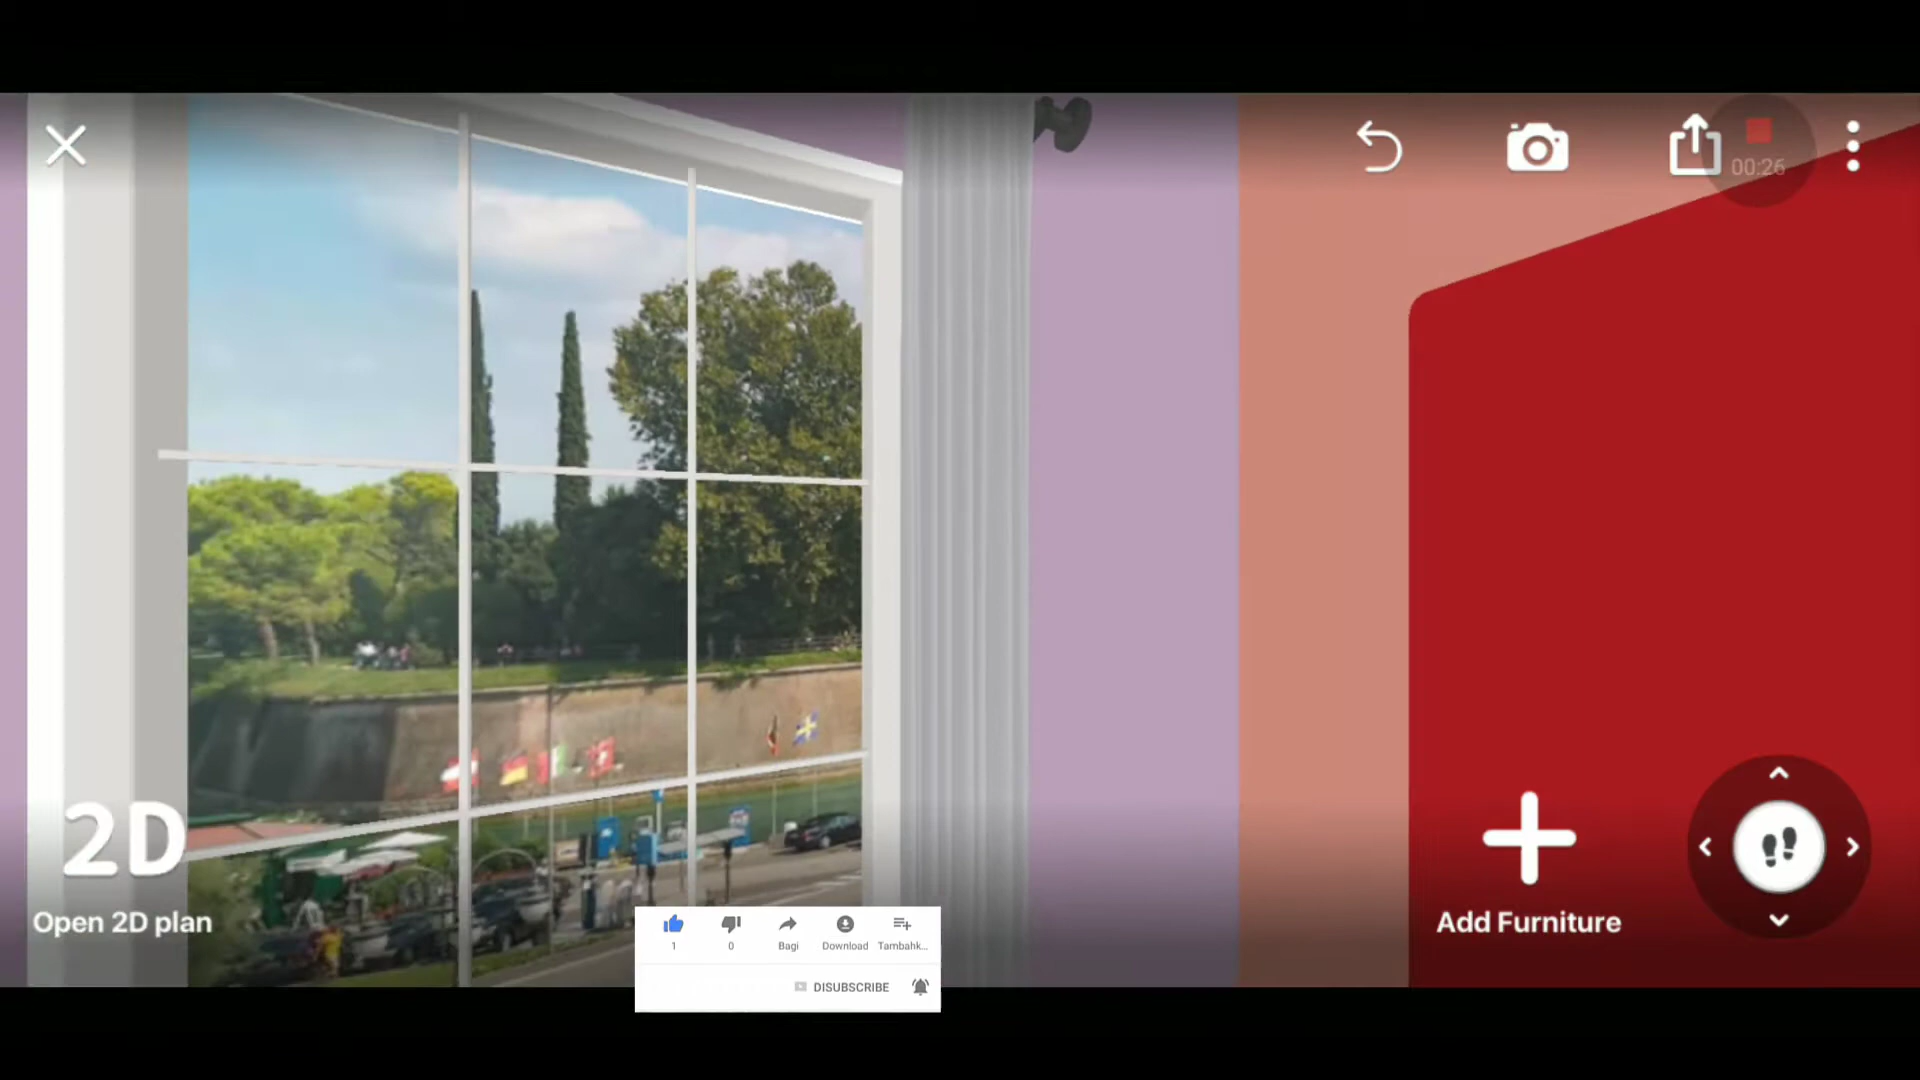 00:26
2D
Open 2D plan
Add Furniture
1 0 Bagi Download Tambahk...
DISUBSCRIBE